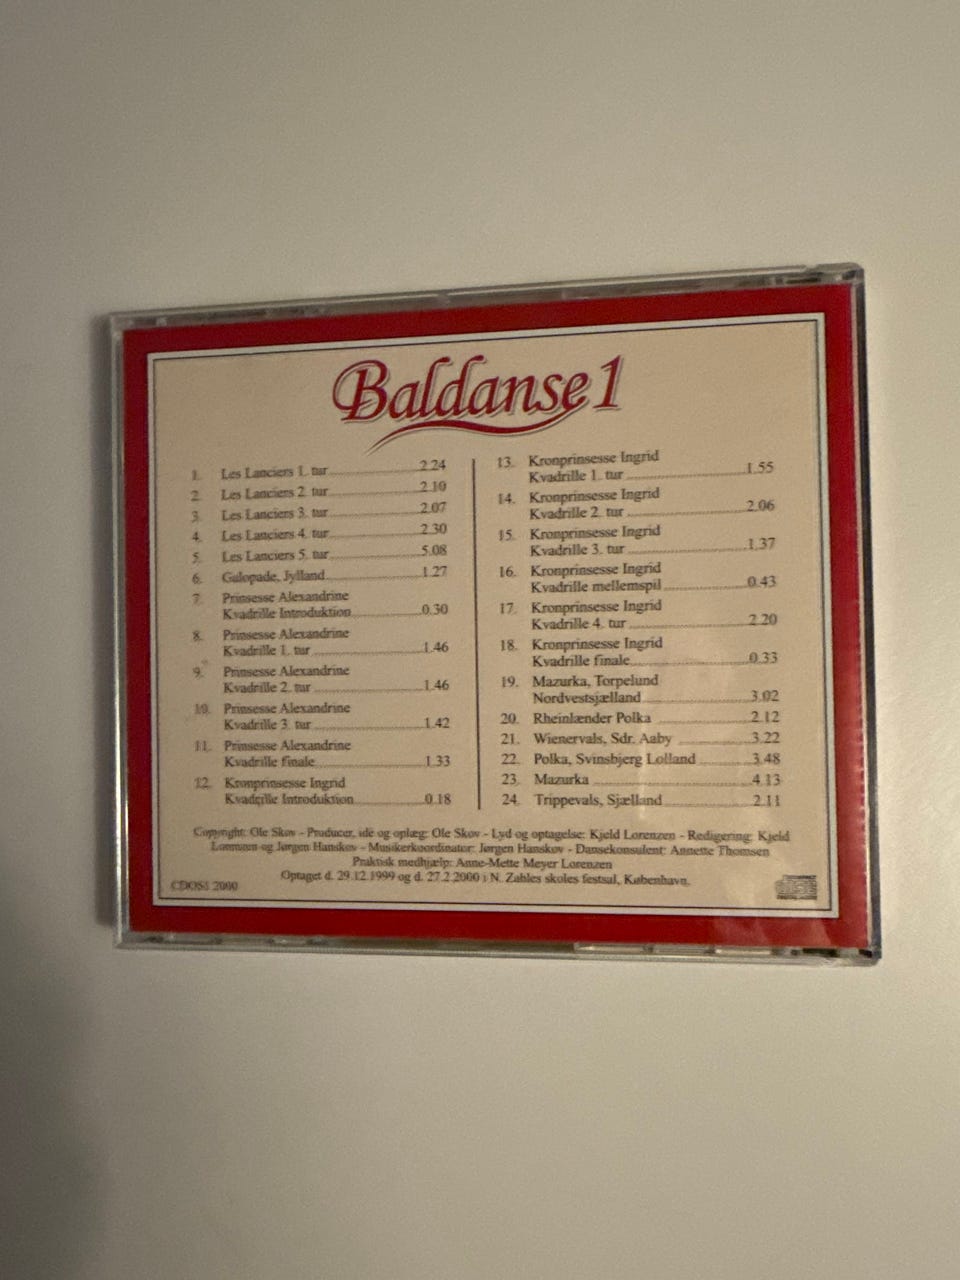 Baldanse 1
1. Les Lanciers 1. tur 2.24
2. Les Lanciers 2. tur 2.10
3. Les Lanciers 3. tur 2.07
4. Les Lanciers 4. tur 2.30
5. Les Lanciers 5. tur 5.08
6. Galopade, Jylland 1.27
7. Prinsesse Alexandrine
Kvadrille Introduktion 0.30
8. Prinsesse Alexandrine
Kvadrille 1. tur 1.46
9. Prinsesse Alexandrine
Kvadrille 2. tur 1.46
10. Prinsesse Alexandrine
Kvadrille 3. tur 1.42
11. Prinsesse Alexandrine
Kvadrille finale 1.33
12. Kronprinsesse Ingrid
Kvadrille Introduktion 0.18
13. Kronprinsesse Ingrid
Kvadrille 1. tur 1.55
14. Kronprinsesse Ingrid
Kvadrille 2. tur 2.06
15. Kronprinsesse Ingrid
Kvadrille 3. tur 1.37
16. Kronprinsesse Ingrid
Kvadrille mellemspil 0.43
17. Kronprinsesse Ingrid
Kvadrille 4. tur 2.20
18. Kronprinsesse Ingrid
Kvadrille finale 0.33
19. Mazurka, Torpelund
Nordvestsjælland 3.02
20. Rheinlænder Polka 2.12
21. Wienervals, Sdr. Aaby 3.22
22. Polka, Svinsbjerg Lolland 3.48
23. Mazurka 4.13
24. Trippevals, Sjælland 2.11
Copyright: Ole Skov - Producer, idé og oplæg: Ole Skov - Lyd og optagelse: Kjeld Lorenzen - Redigering: Kjeld
Lorenzen og Jørgen Hanskov - Musikerkoordinator: Jørgen Hanskov - Dansekonsulent: Annette Thomsen
Praktisk medhjælp: Anne-Mette Meyer Lorenzen
Optaget d. 29.12.1999 og d. 27.2.2000 i N. Zahles skoles festsal, København.
CDOS1 2000
disc